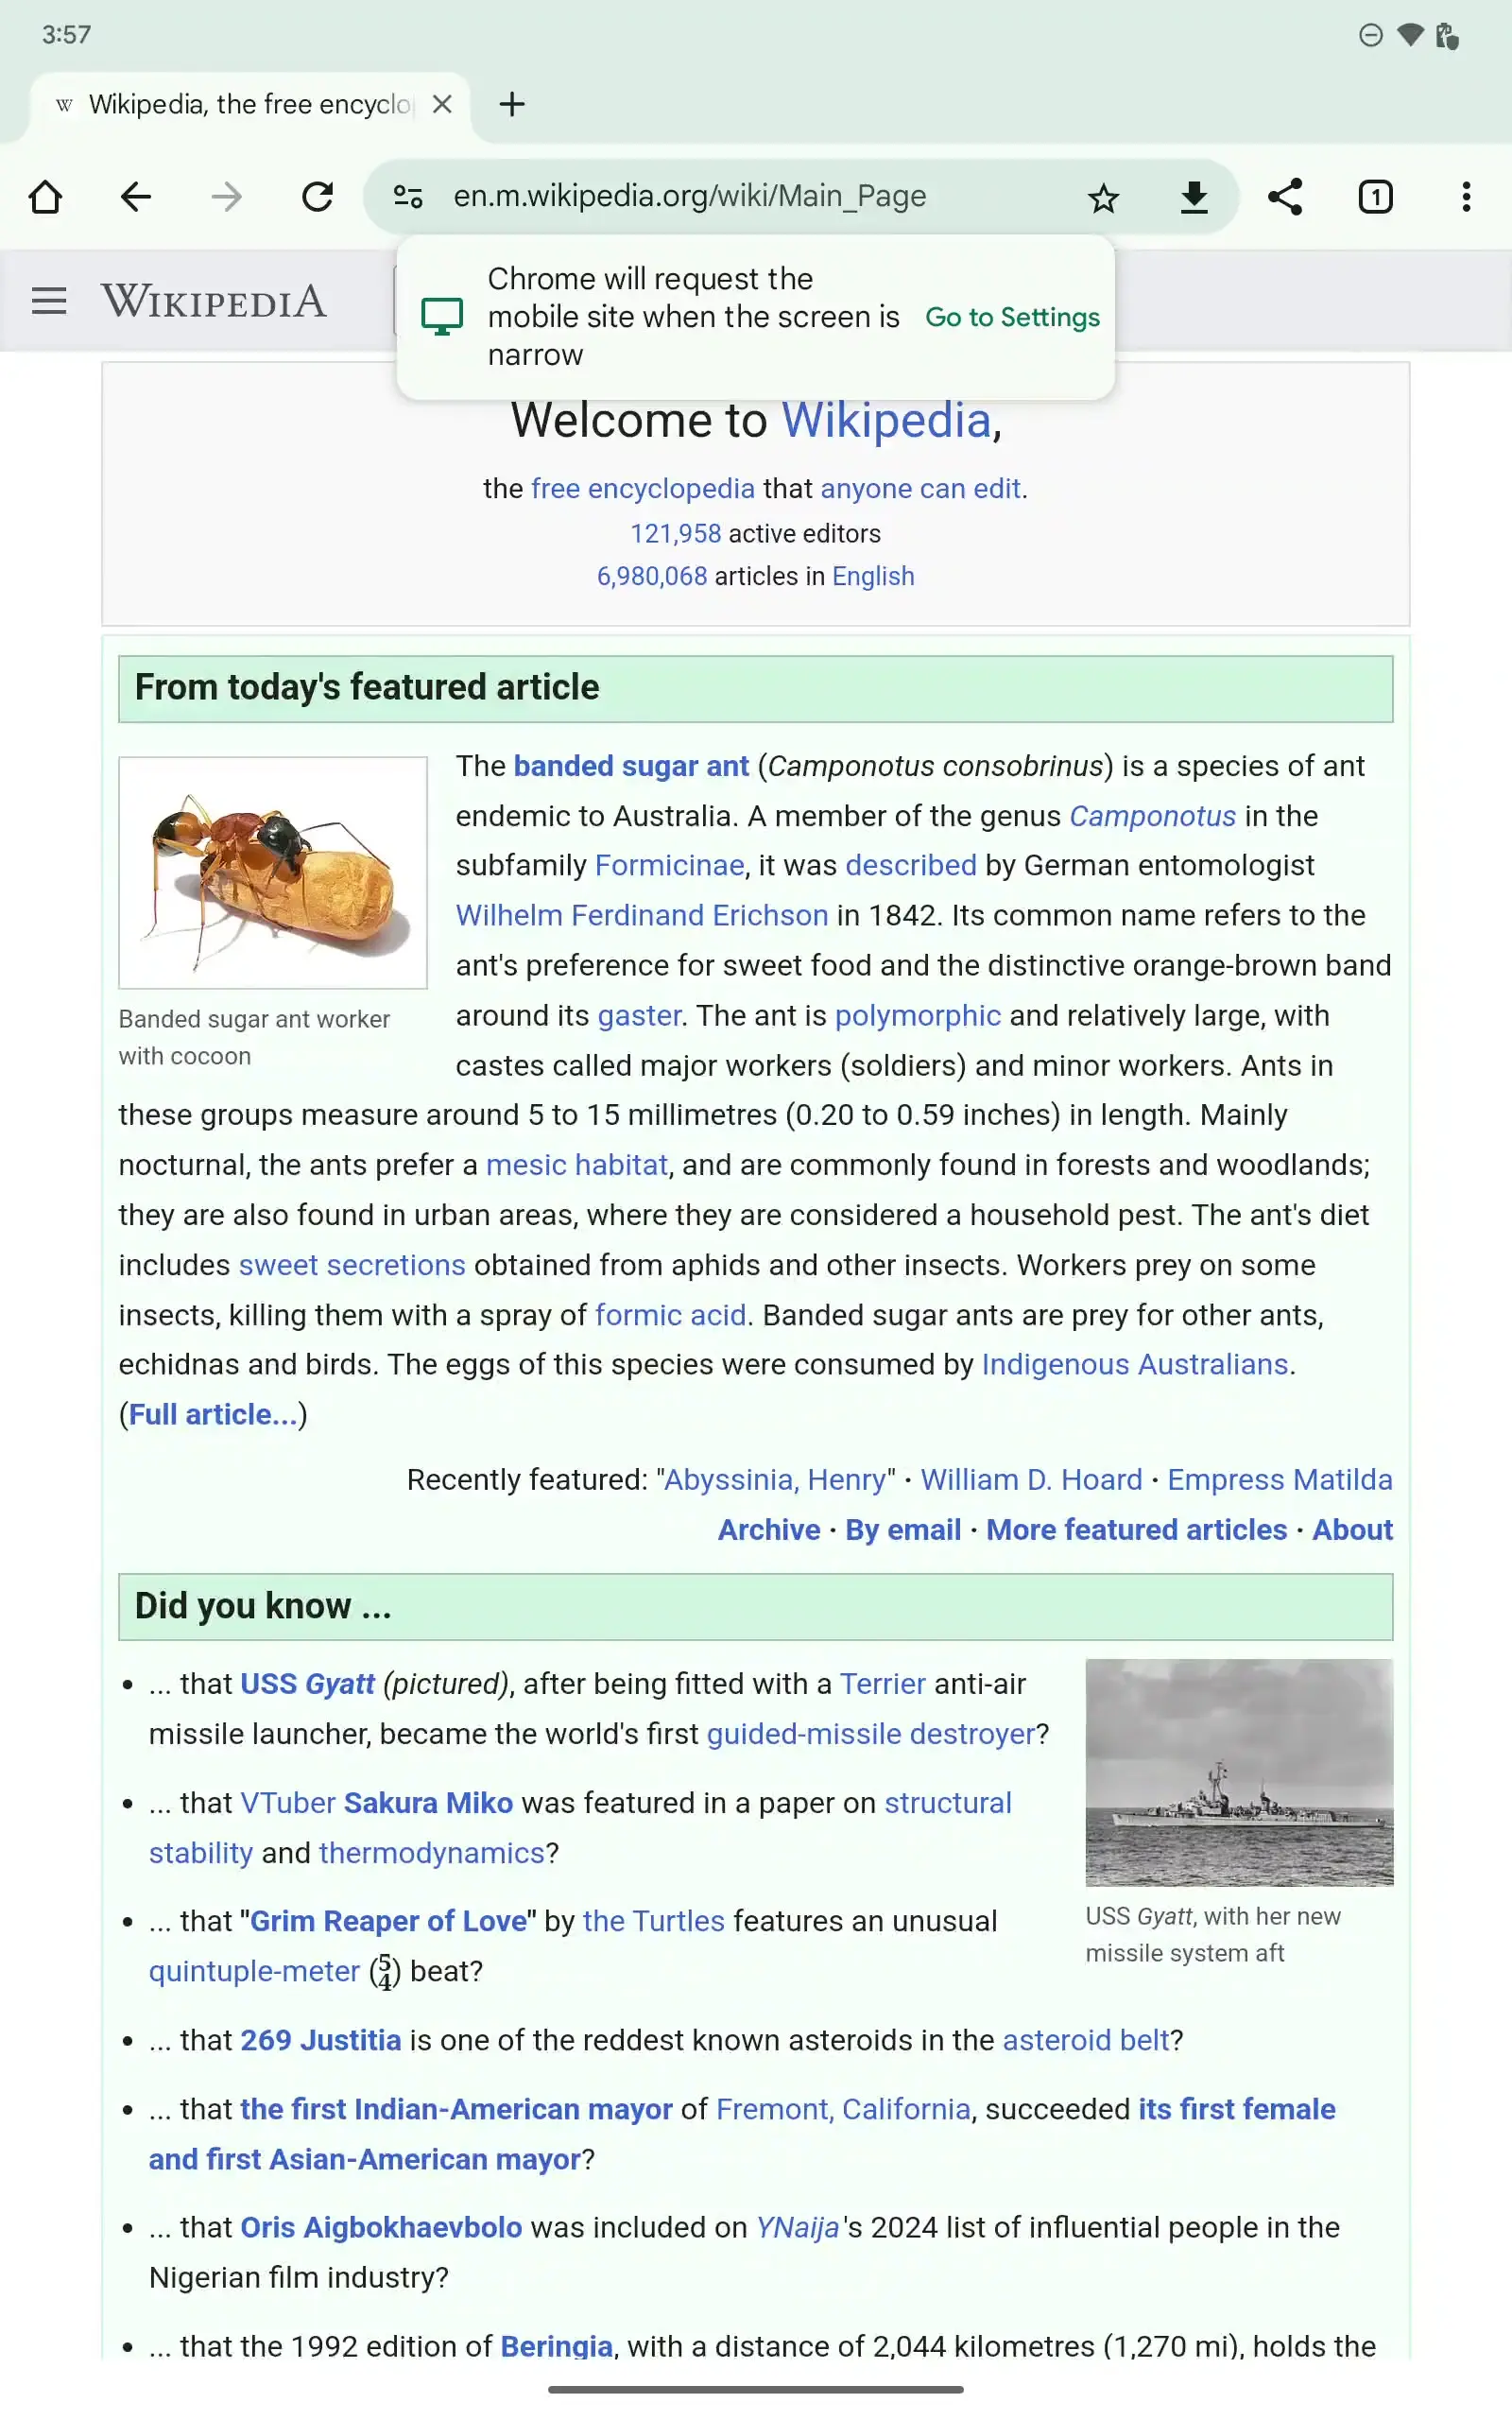 3:57
W Wikipedia, the free encyclo
en.m.wikipedia.org/wiki/Main_Page
1
WIKIPEDIA
Chrome will request the
mobile site when the screen is
narrow
Go to Settings
Welcome to Wikipedia,
the free encyclopedia that anyone can edit.
121,958 active editors
6,980,068 articles in English
From today's featured article
The banded sugar ant (Camponotus consobrinus) is a species of ant
endemic to Australia. A member of the genus Camponotus in the
subfamily Formicinae, it was described by German entomologist
Wilhelm Ferdinand Erichson in 1842. Its common name refers to the
ant's preference for sweet food and the distinctive orange-brown band
around its gaster. The ant is polymorphic and relatively large, with
castes called major workers (soldiers) and minor workers. Ants in
these groups measure around 5 to 15 millimetres (0.20 to 0.59 inches) in length. Mainly
nocturnal, the ants prefer a mesic habitat, and are commonly found in forests and woodlands;
they are also found in urban areas, where they are considered a household pest. The ant's diet
includes sweet secretions obtained from aphids and other insects. Workers prey on some
insects, killing them with a spray of formic acid. Banded sugar ants are prey for other ants,
echidnas and birds. The eggs of this species were consumed by Indigenous Australians.
(Full article...)
Banded sugar ant worker
with cocoon
Recently featured: "Abyssinia, Henry" · William D. Hoard · Empress Matilda
Archive · By email · More featured articles · About
Did you know ...
• ... that USS Gyatt (pictured), after being fitted with a Terrier anti-air
missile launcher, became the world's first guided-missile destroyer?
• ... that VTuber Sakura Miko was featured in a paper on structural
stability and thermodynamics?
• ... that "Grim Reaper of Love" by the Turtles features an unusual
quintuple-meter (5/4) beat?
USS Gyatt, with her new
missile system aft
• ... that 269 Justitia is one of the reddest known asteroids in the asteroid belt?
• ... that the first Indian-American mayor of Fremont, California, succeeded its first female
and first Asian-American mayor?
• ... that Oris Aigbokhaevbolo was included on YNaija's 2024 list of influential people in the
Nigerian film industry?
• ... that the 1992 edition of Beringia, with a distance of 2,044 kilometres (1,270 mi), holds the